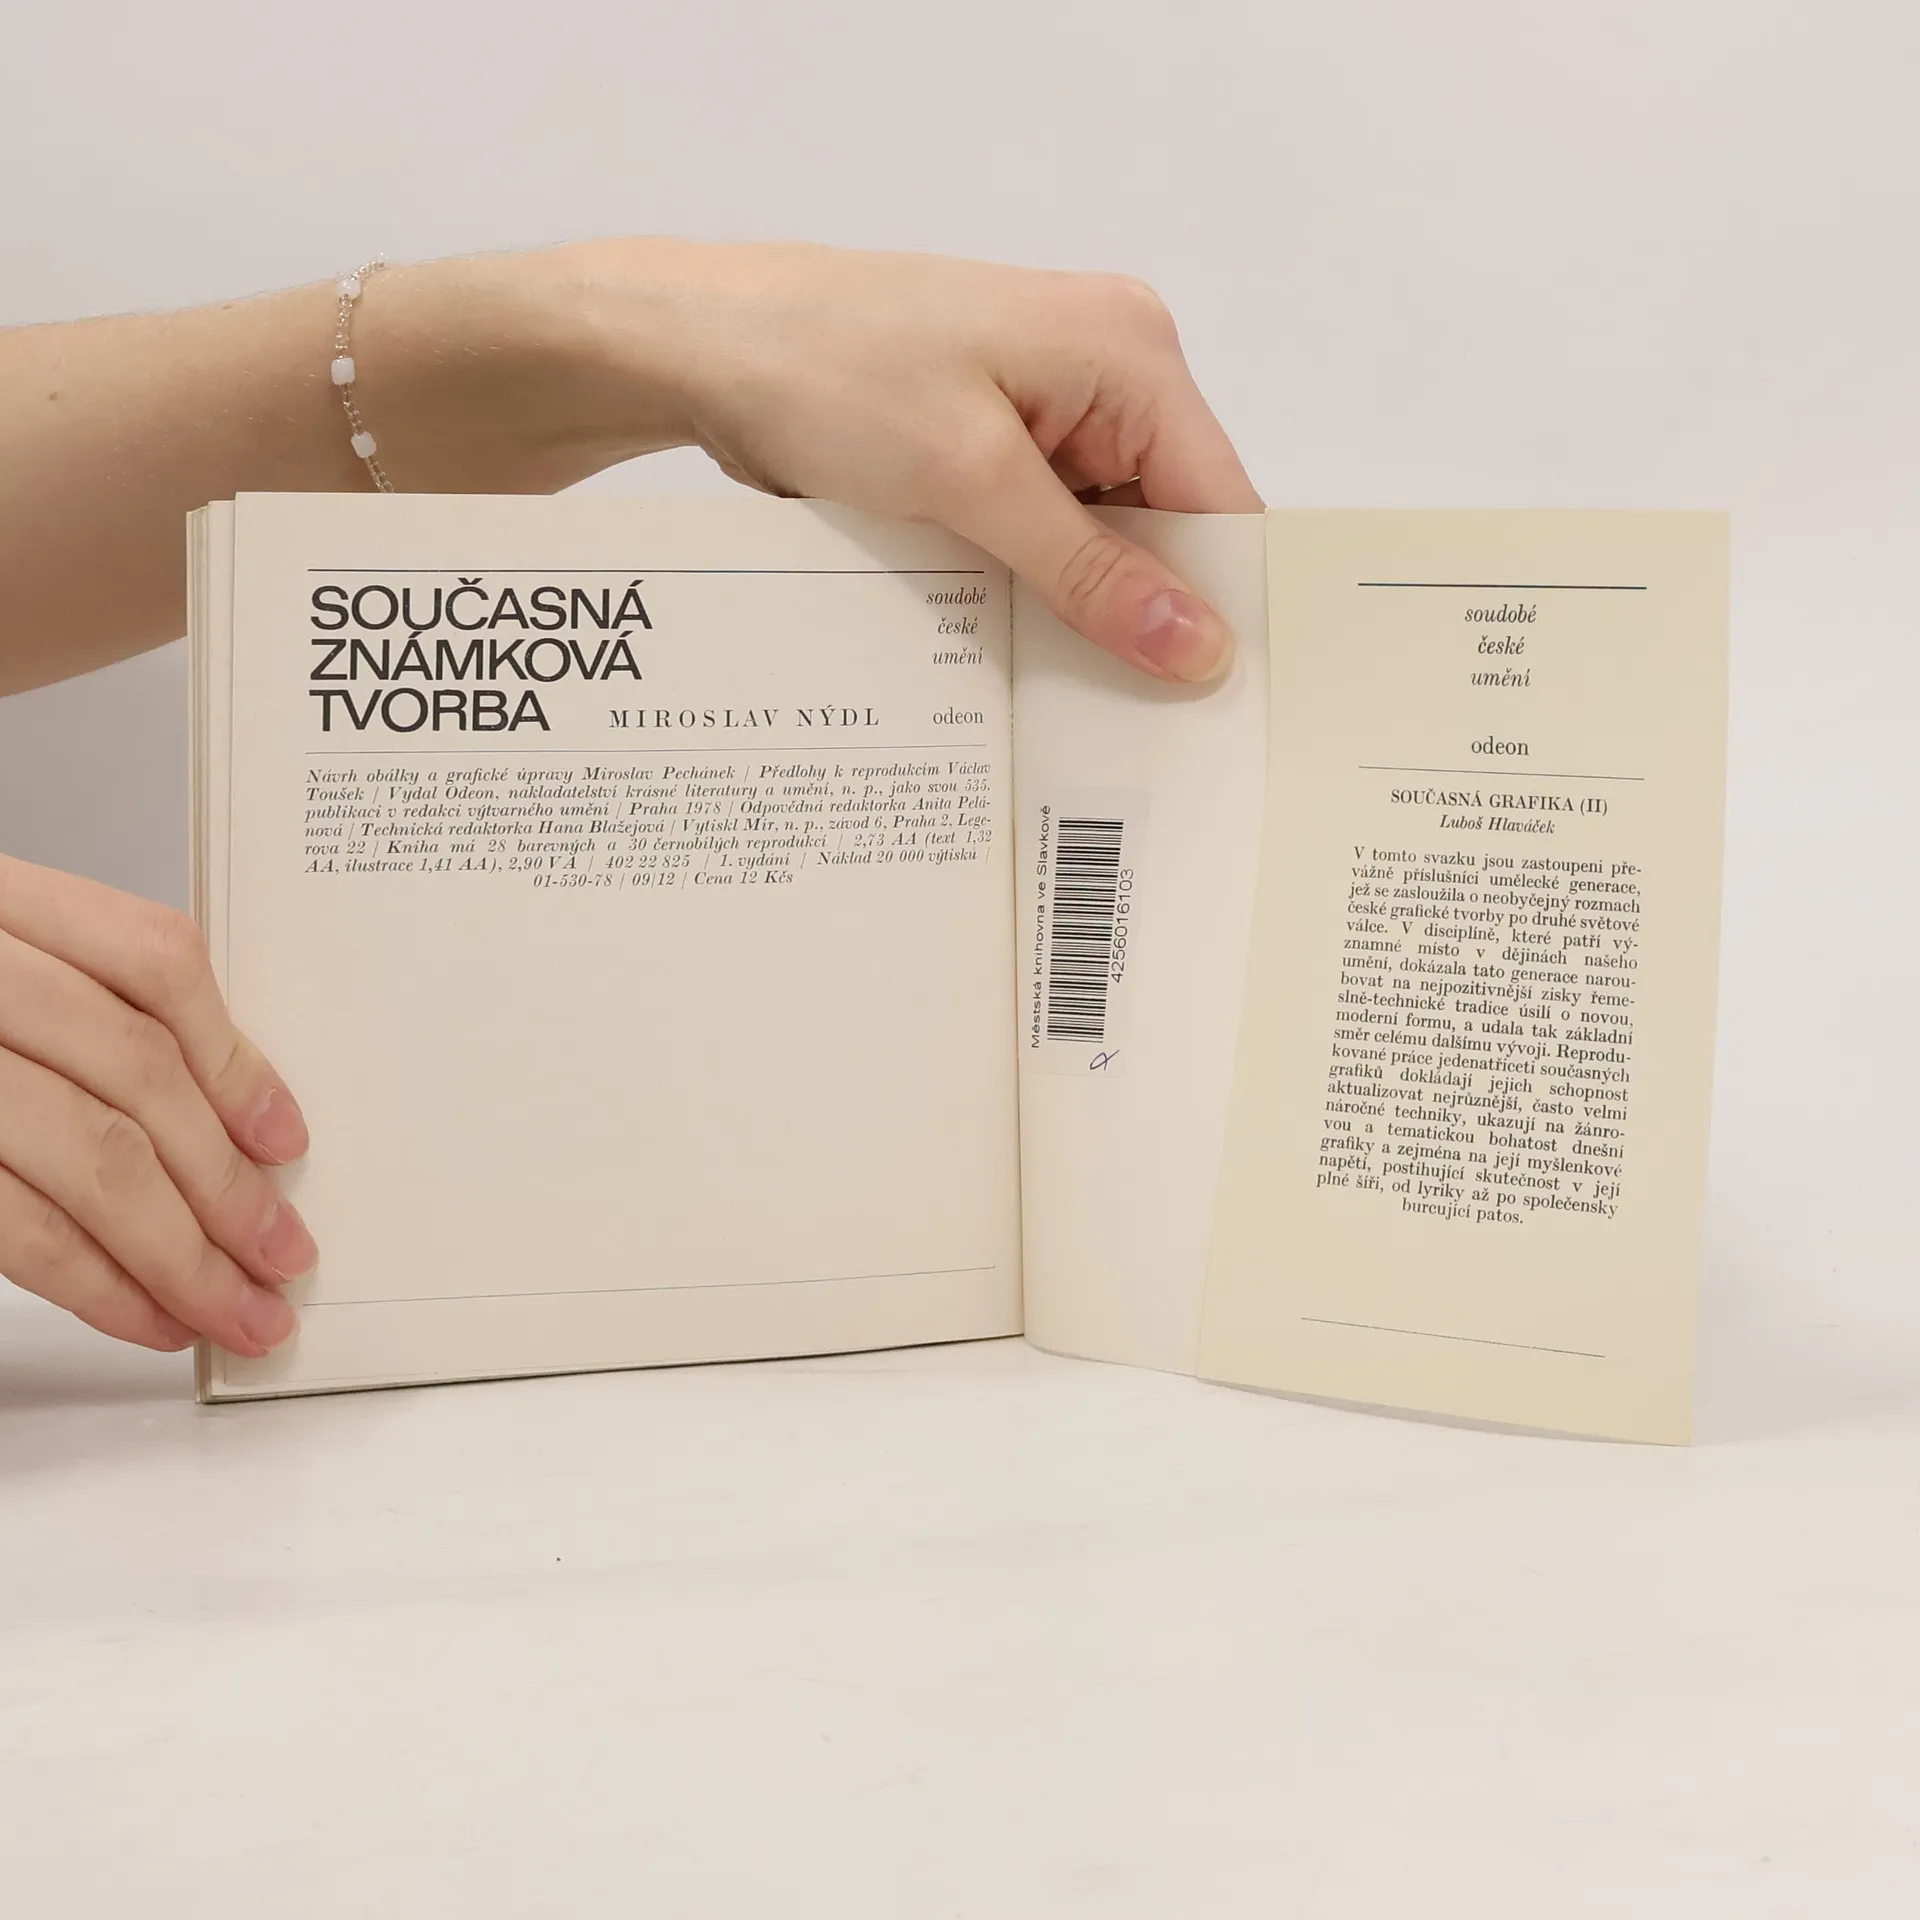 SOUČASNÁ
ZNÁMKOVÁ
TVORBA
MIROSLAV NÝDL
soudobé
české
umění
odeon
Návrh obálky a grafické úpravy Miroslav Pechánek | Předlohy k reprodukcím Václav
Toušek | Vydal Odeon, nakladatelství krásné literatury a umění, n. p., jako svou 535.
publikaci v redakci výtvarného umění | Praha 1978 | Odpovědná redaktorka Anita Pelá-
nová | Technická redaktorka Hana Blažejová | Vytiskl Mír, n. p., závod 6, Praha 2, Lege-
rova 22 | Kniha má 28 barevných a 30 černobílých reprodukcí | 2,73 AA (text 1,32
AA, ilustrace 1,41 AA), 2,90 VA | 402 22 825 | 1. vydání | Náklad 20 000 výtisků |
01-530-78 | 09/12 | Cena 12 Kčs
Městská knihovna ve Slavkově
4256016103
soudobé
české
umění
odeon
SOUČASNÁ GRAFIKA (II)
Luboš Hlaváček
V tomto svazku jsou zastoupeni pře-
vážně příslušníci umělecké generace,
jež se zasloužila o neobyčejný rozmach
české grafické tvorby po druhé světové
válce. V disciplíně, které patří vý-
znamné místo v dějinách našeho
umění, dokázala tato generace narou-
bovat na nejpozitivnější zisky řeme-
slně-technické tradice úsilí o novou,
moderní formu, a udala tak základní
směr celému dalšímu vývoji. Reprodu-
kované práce jedenatřiceti současných
grafiků dokládají jejich schopnost
aktualizovat nejrůznější, často velmi
náročné techniky, ukazují na žánro-
vou a tematickou bohatost dnešní
grafiky a zejména na její myšlenkové
napětí, postihující skutečnost v její
plné šíři, od lyriky až po společensky
burcující patos.